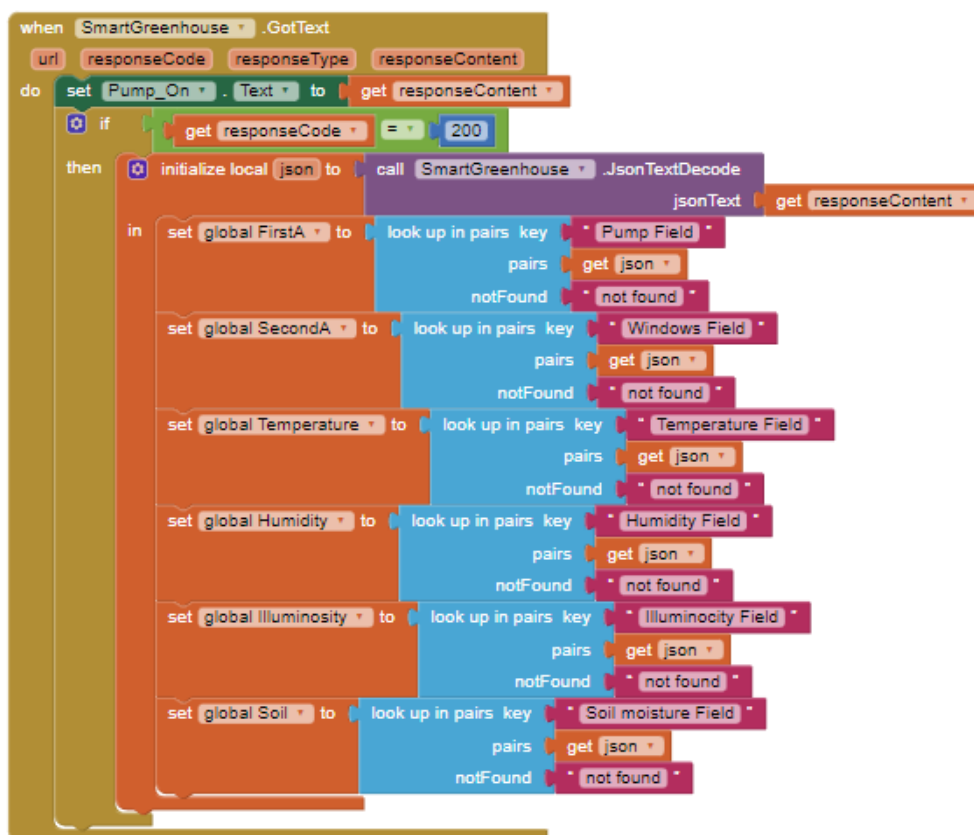 when SmartGreenhouse .GotText
url responseCode responseType responseContent
do set Pump_On . Text to get responseContent
if get responseCode = 200
then initialize local json to call SmartGreenhouse .JsonTextDecode
jsonText get responseContent
in set global FirstA to look up in pairs key " Pump Field "
pairs get json
notFound " not found "
set global SecondA to look up in pairs key " Windows Field "
pairs get json
notFound " not found "
set global Temperature to look up in pairs key " Temperature Field "
pairs get json
notFound " not found "
set global Humidity to look up in pairs key " Humidity Field "
pairs get json
notFound " not found "
set global Illuminosity to look up in pairs key " Illuminocity Field "
pairs get json
notFound " not found "
set global Soil to look up in pairs key " Soil moisture Field "
pairs get json
notFound " not found "